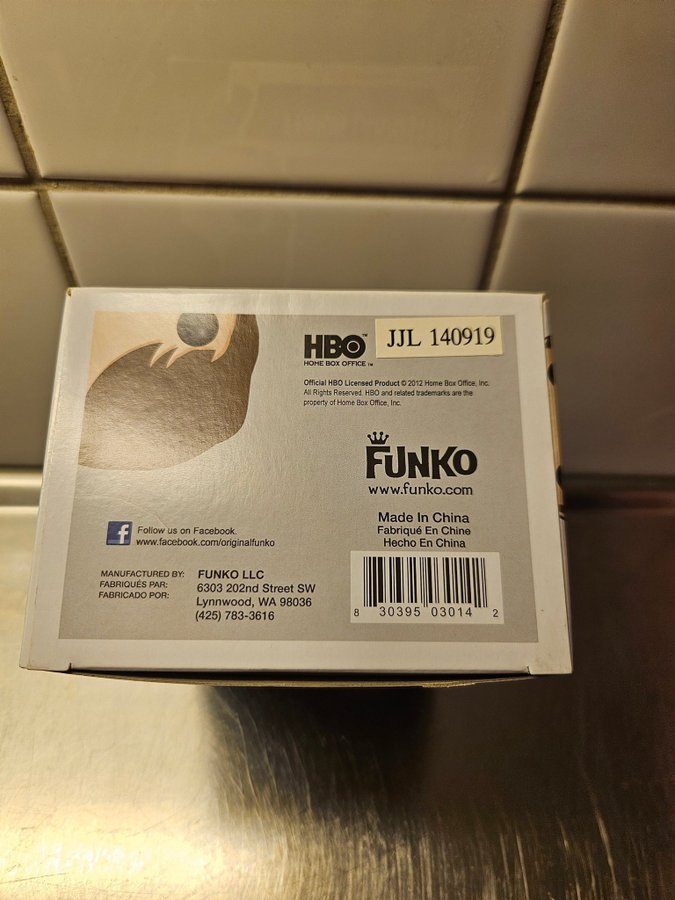 HBO™
HOME BOX OFFICE™
JJL 140919
Official HBO Licensed Product © 2012 Home Box Office, Inc.
All Rights Reserved. HBO and related trademarks are the
property of Home Box Office, Inc.
FUNKO
www.funko.com
Made In China
Fabriqué En Chine
Hecho En China
f
Follow us on Facebook.
www.facebook.com/originalfunko
MANUFACTURED BY:
FABRIQUÉS PAR:
FABRICADO POR:
FUNKO LLC
6303 202nd Street SW
Lynnwood, WA 98036
(425) 783-3616
8 30395 03014 2